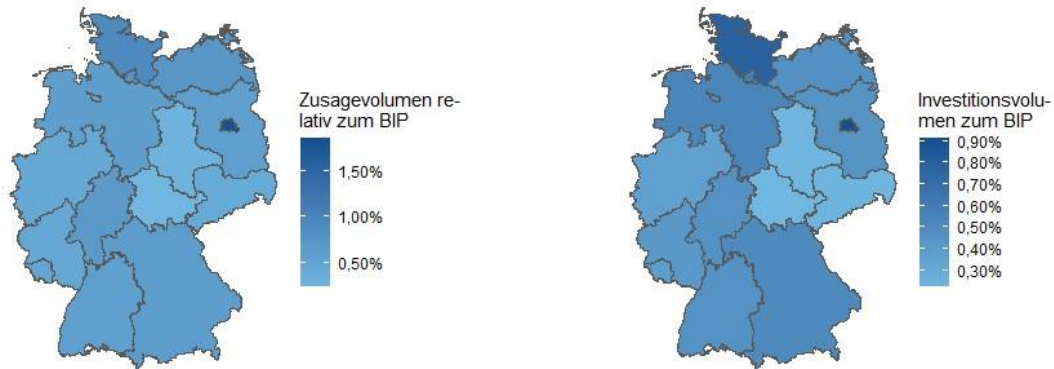 Zusagevolumen re-
lativ zum BIP
1,50%
1,00%
0,50%
Investitionsvolu-
men zum BIP
0,90%
0,80%
0,70%
0,60%
0,50%
0,40%
0,30%